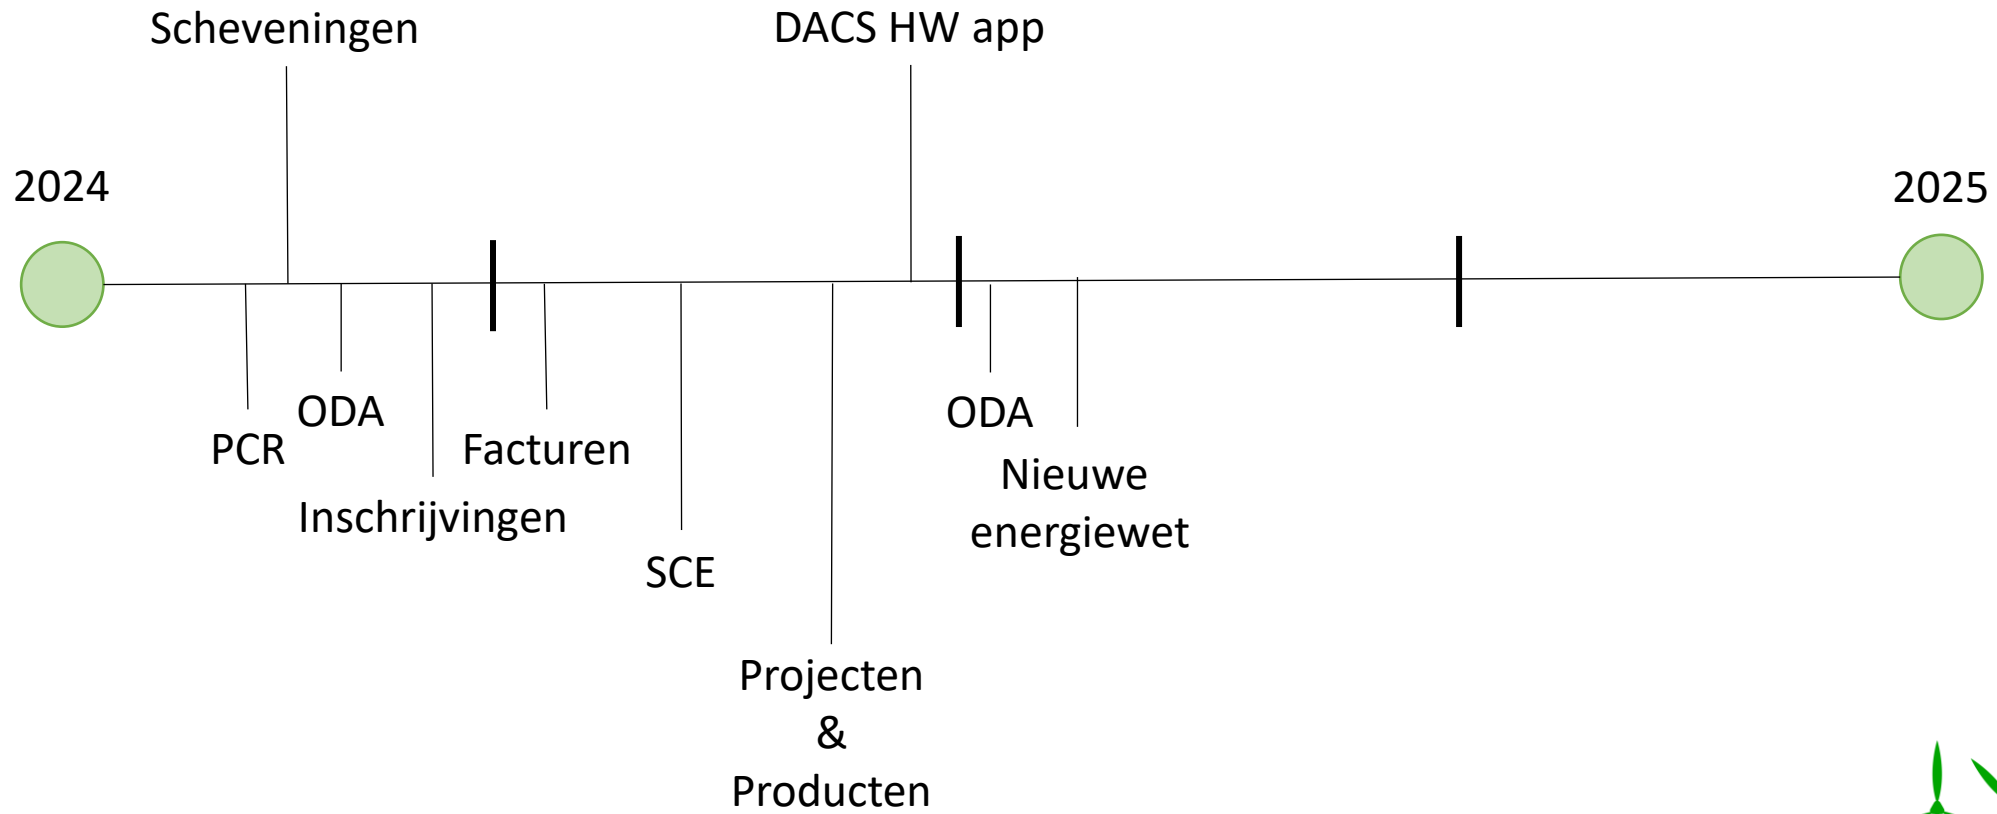 Scheveningen
DACS HW app
2024
2025
ODA
ODA
PCR
Facturen
Nieuwe
energiewet
Inschrijvingen
SCE
Projecten
&
Producten